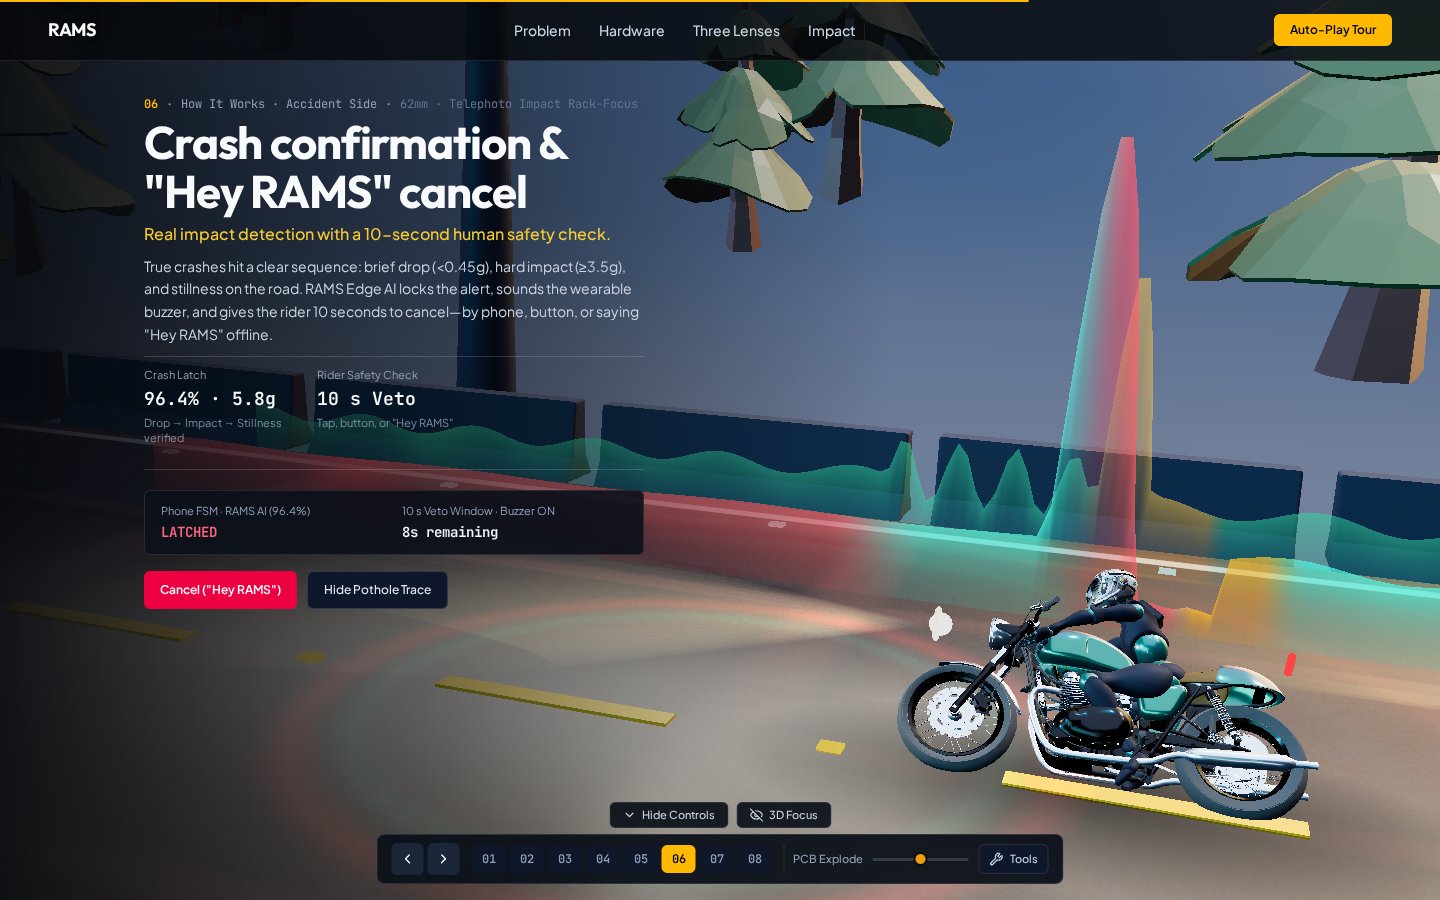 RAMS
Problem
Hardware
Three Lenses
Impact
Auto-Play Tour
06 · How It Works · Accident Side · 62mm · Telephoto Impact Rack-Focus
Crash confirmation &
"Hey RAMS" cancel
Real impact detection with a 10-second human safety check.
True crashes hit a clear sequence: brief drop (<0.45g), hard impact (≥3.5g),
and stillness on the road. RAMS Edge AI locks the alert, sounds the wearable
buzzer, and gives the rider 10 seconds to cancel—by phone, button, or saying
"Hey RAMS" offline.
Crash Latch
96.4% · 5.8g
Drop → Impact → Stillness
verified
Rider Safety Check
10 s Veto
Tap, button, or "Hey RAMS"
Phone FSM · RAMS AI (96.4%)
LATCHED
10 s Veto Window · Buzzer ON
8s remaining
Cancel ("Hey RAMS")
Hide Pothole Trace
Hide Controls
3D Focus
01
02
03
04
05
06
07
08
PCB Explode
Tools